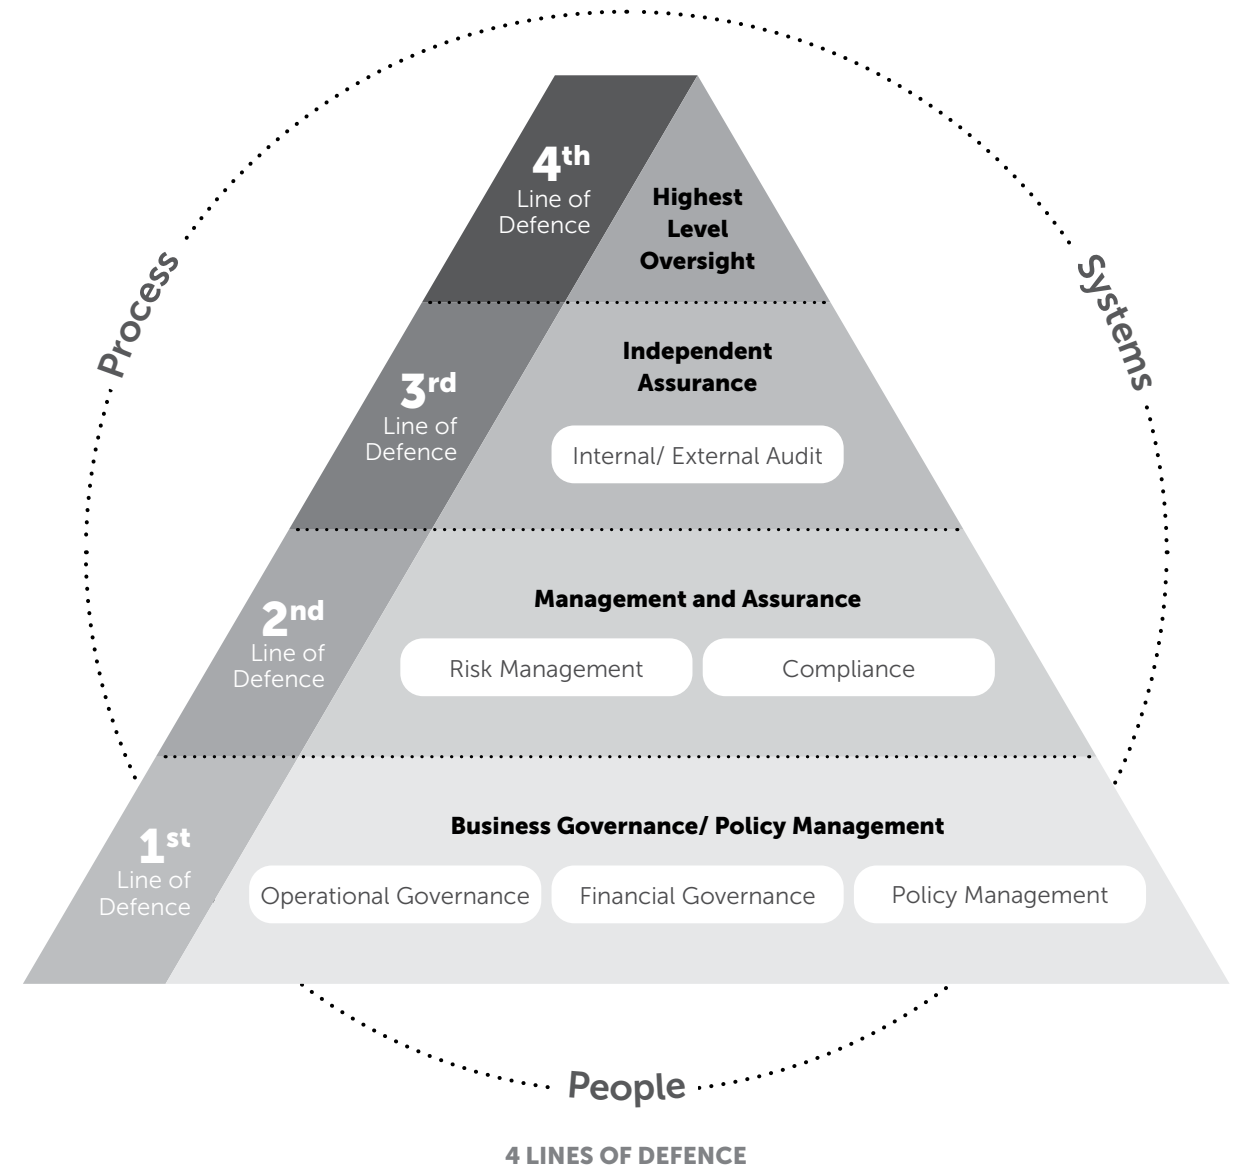 Process
Systems
4th
Line of
Defence
Highest
Level
Oversight
3rd
Line of
Defence
Independent
Assurance
Internal/ External Audit
2nd
Line of
Defence
Management and Assurance
Risk Management
Compliance
1st
Line of
Defence
Business Governance/ Policy Management
Operational Governance
Financial Governance
Policy Management
People
4 LINES OF DEFENCE